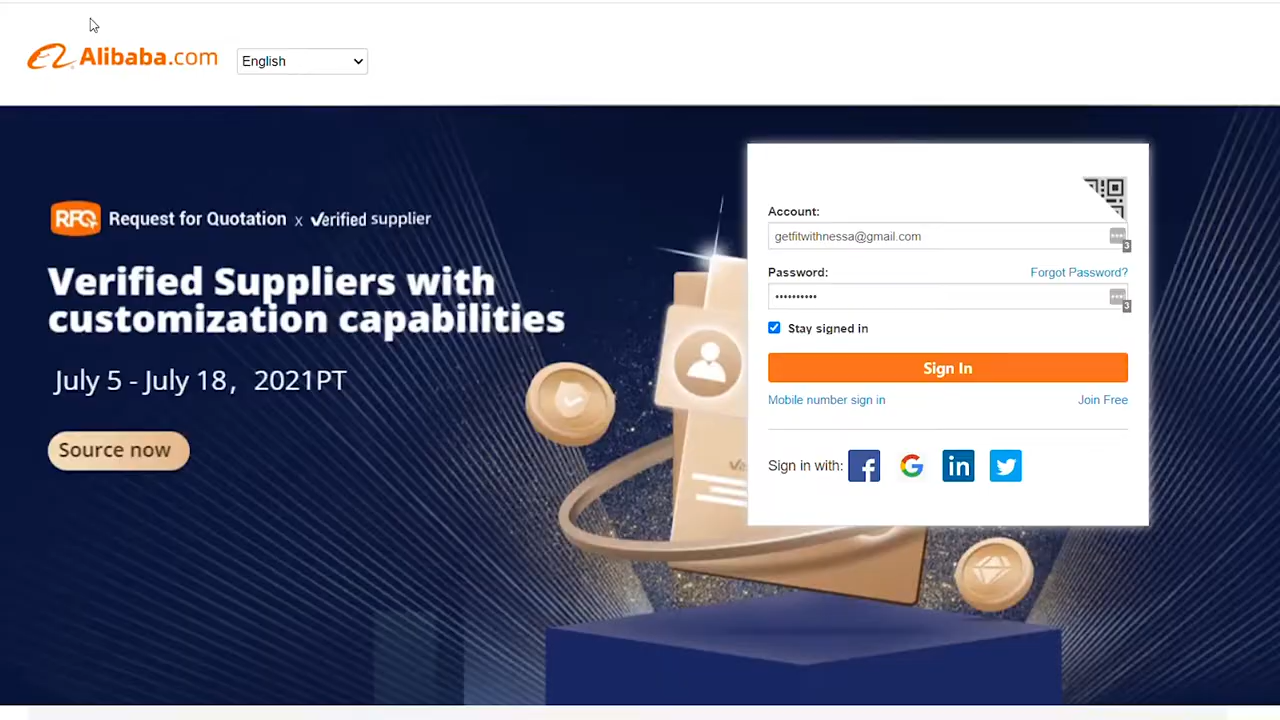 Alibaba.com
English
RFQ Request for Quotation x Verified supplier
Verified Suppliers with
customization capabilities
July 5 - July 18, 2021PT
Source now
Account:
getfitwithnessa@gmail.com
3
Password:
Forgot Password?
••••••••••
3
Stay signed in
Sign In
Mobile number sign in
Join Free
Sign in with: